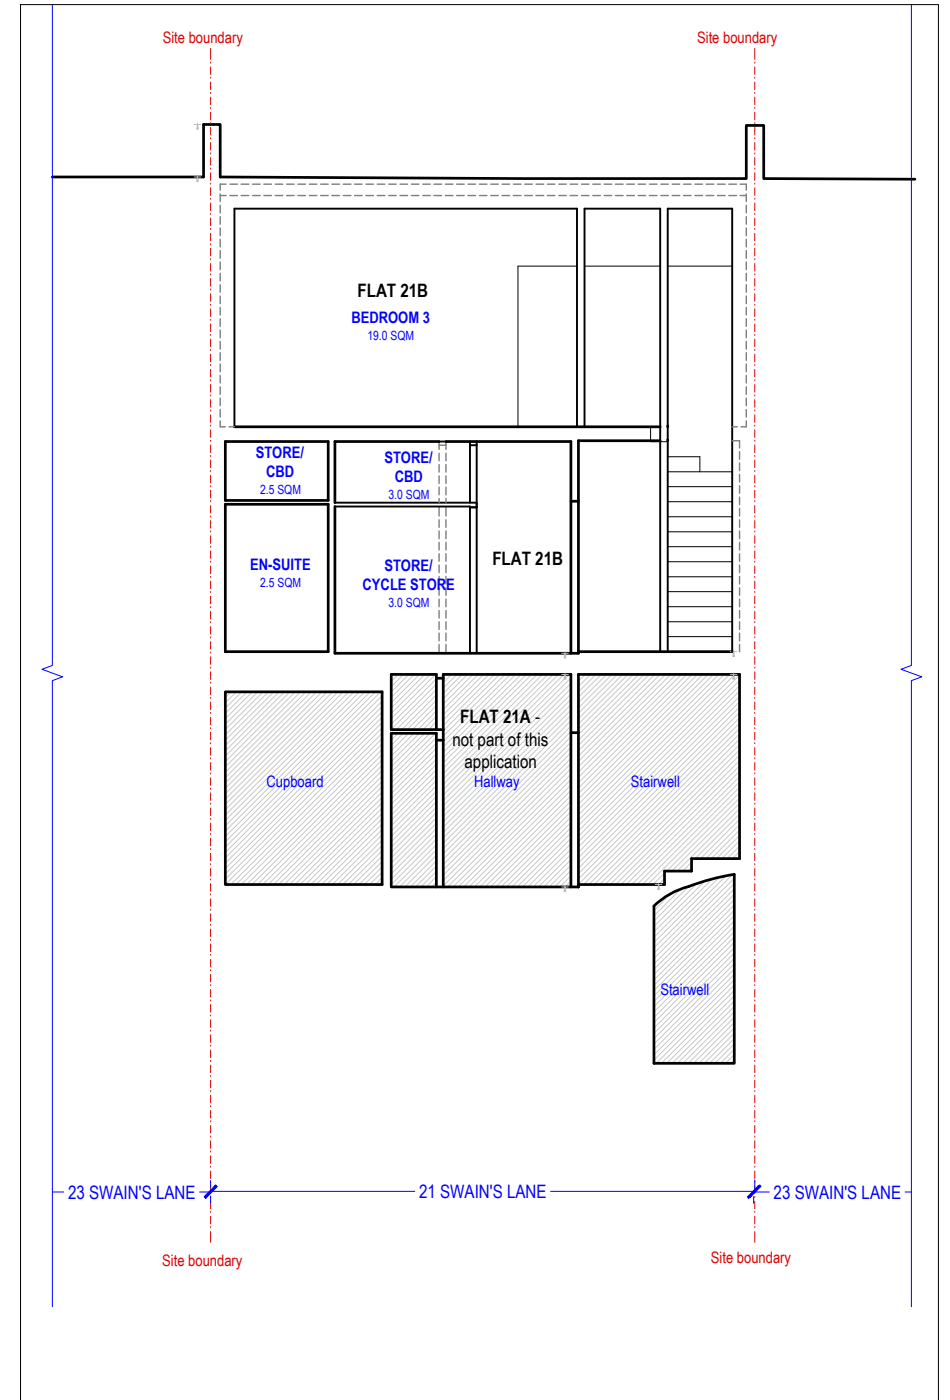 Site boundary
Site boundary
FLAT 21B
BEDROOM 3
19.0 SQM
STORE/
CBD
2.5 SQM
STORE/
CBD
3.0 SQM
EN-SUITE
2.5 SQM
STORE/
CYCLE STORE
3.0 SQM
FLAT 21B
FLAT 21A -
not part of this
application
Cupboard
Hallway
Stairwell
Stairwell
23 SWAIN'S LANE
21 SWAIN'S LANE
23 SWAIN'S LANE
Site boundary
Site boundary